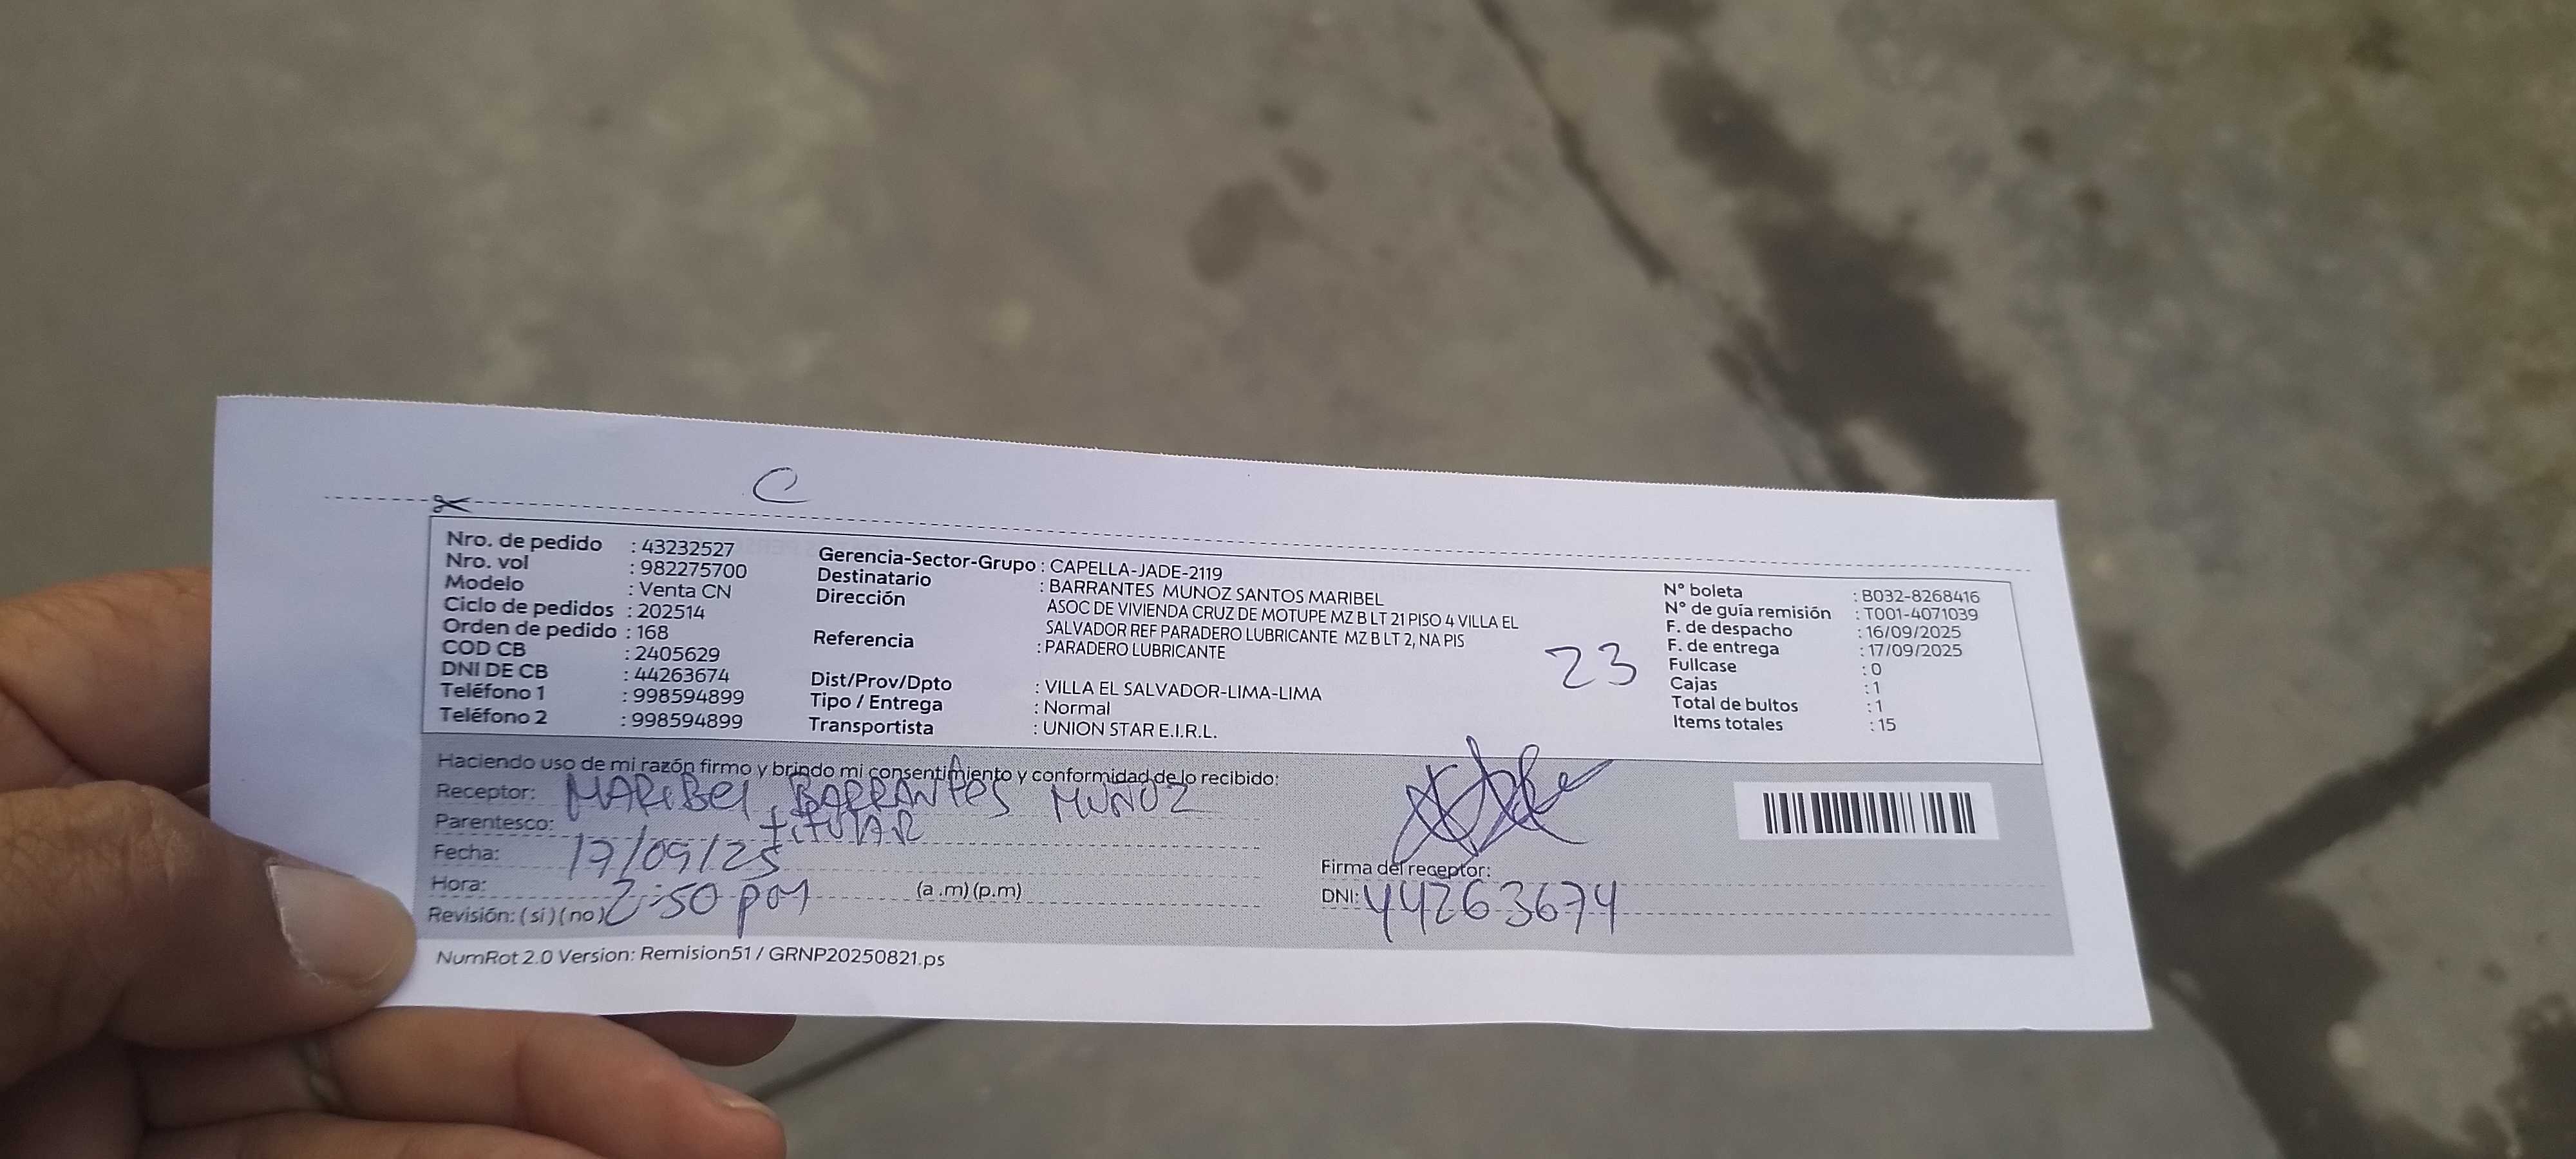 C
Nro. de pedido : 43232527
Nro. vol : 982275700
Modelo : Venta CN
Ciclo de pedidos : 202514
Orden de pedido : 168
COD CB : 2405629
DNI DE CB : 44263674
Teléfono 1 : 998594899
Teléfono 2 : 998594899
Gerencia-Sector-Grupo : CAPELLA-JADE-2119
Destinatario : BARRANTES MUNOZ SANTOS MARIBEL
Dirección ASOC DE VIVIENDA CRUZ DE MOTUPE MZ B LT 21 PISO 4 VILLA EL
SALVADOR REF PARADERO LUBRICANTE MZ B LT 2, NA PIS
Referencia : PARADERO LUBRICANTE
Dist/Prov/Dpto : VILLA EL SALVADOR-LIMA-LIMA
Tipo / Entrega : Normal
Transportista : UNION STAR E.I.R.L.
23
N° boleta : B032-8268416
N° de guía remisión : T001-4071039
F. de despacho : 16/09/2025
F. de entrega : 17/09/2025
Fullcase : 0
Cajas : 1
Total de bultos : 1
Items totales : 15
Haciendo uso de mi razón firmo y brindo mi consentimiento y conformidad de lo recibido:
Receptor: MARIBEl BARRANTES MUÑOZ
Parentesco: titUlAR
Fecha: 17/09/25
Hora: 2:50 pm (a .m) (p.m)
Revisión: ( si ) ( no )
Firma del receptor:
DNI: 44263674
NumRot 2.0 Version: Remision51 / GRNP20250821.ps